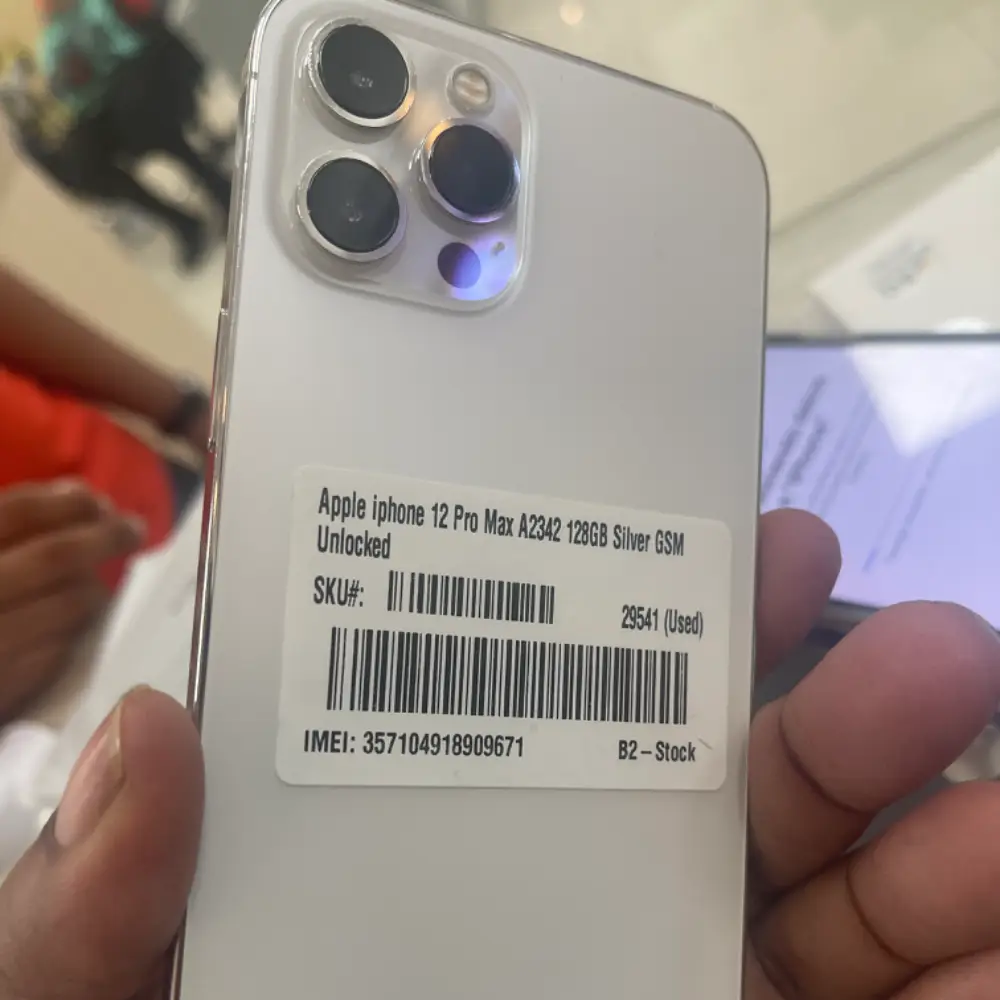 Apple iphone 12 Pro Max A2342 128GB Silver GSM
Unlocked
SKU#:
29541 (Used)
IMEI: 357104918909671
B2 – Stock